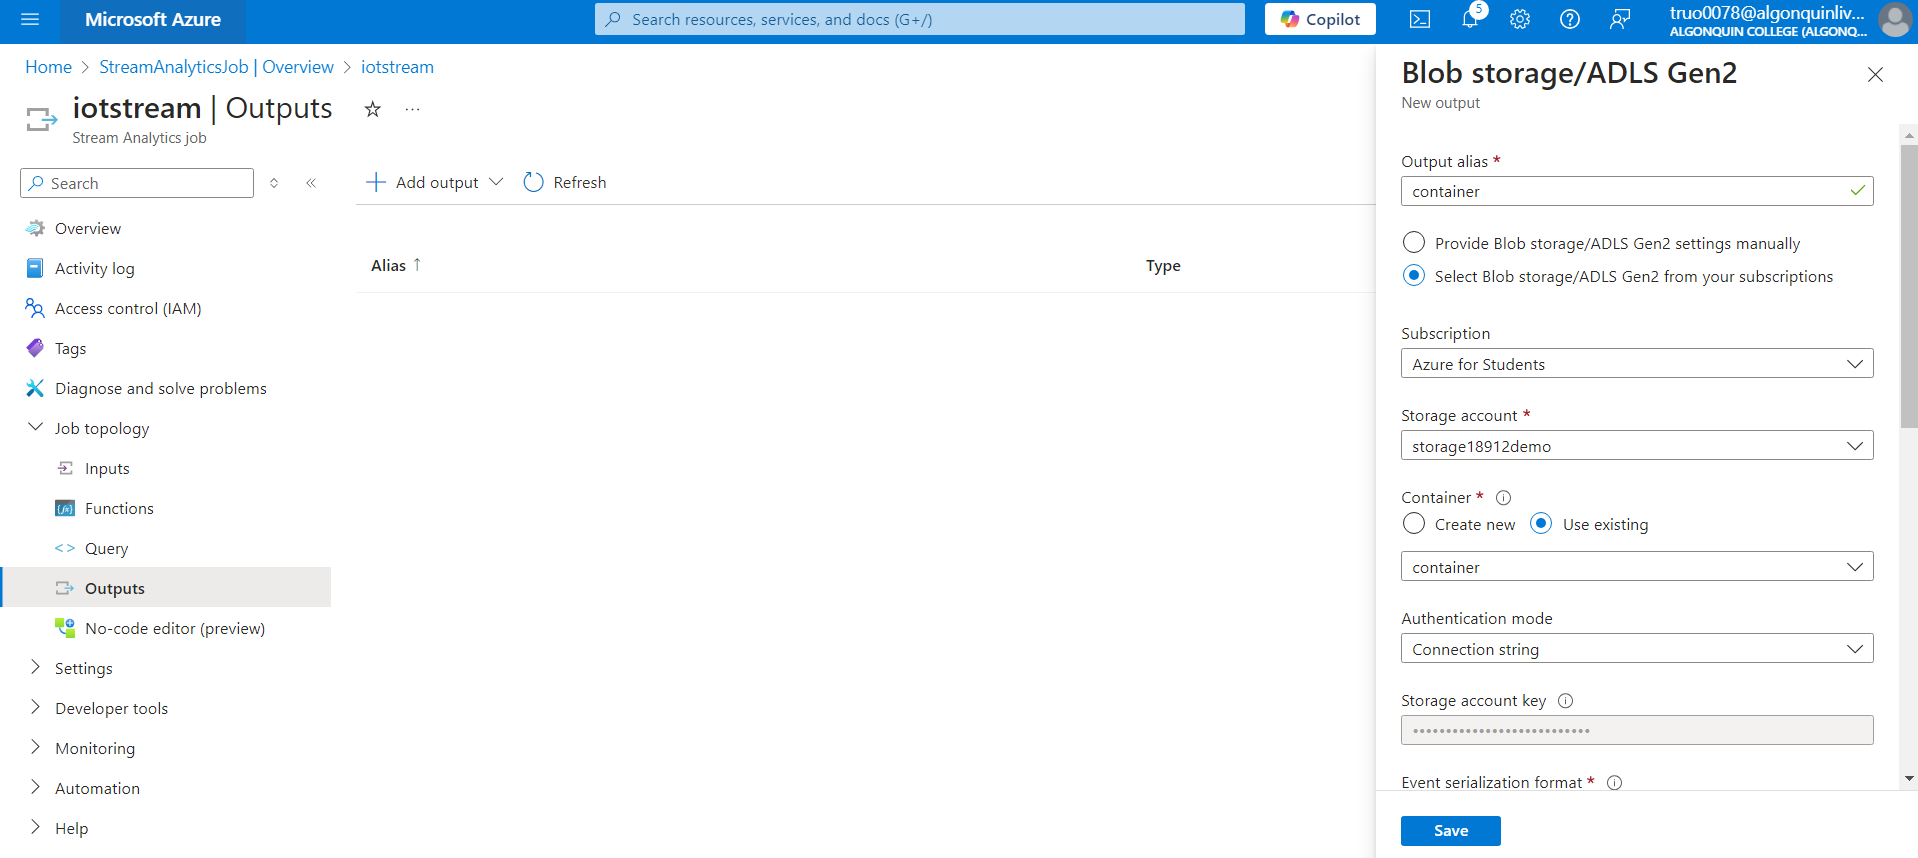 Microsoft Azure
Search resources, services, and docs (G+/)
Copilot
5
truo0078@algonquinliv...
ALGONQUIN COLLEGE (ALGONQ...
Home > StreamAnalyticsJob | Overview > iotstream
iotstream | Outputs
Stream Analytics job
Search
Overview
Activity log
Access control (IAM)
Tags
Diagnose and solve problems
Job topology
Inputs
Functions
Query
Outputs
No-code editor (preview)
Settings
Developer tools
Monitoring
Automation
Help
Add output
Refresh
Alias ↑
Type
Blob storage/ADLS Gen2
New output
Output alias *
container
Provide Blob storage/ADLS Gen2 settings manually
Select Blob storage/ADLS Gen2 from your subscriptions
Subscription
Azure for Students
Storage account *
storage18912demo
Container *
Create new
Use existing
container
Authentication mode
Connection string
Storage account key
•••••••••••••••••••••••••••
Event serialization format *
Save